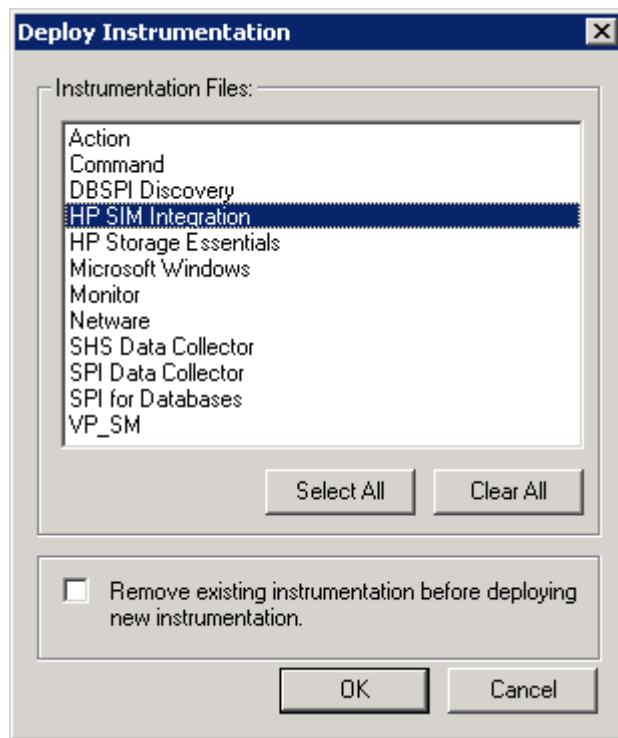 Deploy Instrumentation
Instrumentation Files:
Action
Command
DBSPI Discovery
HP SIM Integration
HP Storage Essentials
Microsoft Windows
Monitor
Netware
SHS Data Collector
SPI Data Collector
SPI for Databases
VP_SM
Select All
Clear All
Remove existing instrumentation before deploying
new instrumentation.
OK
Cancel